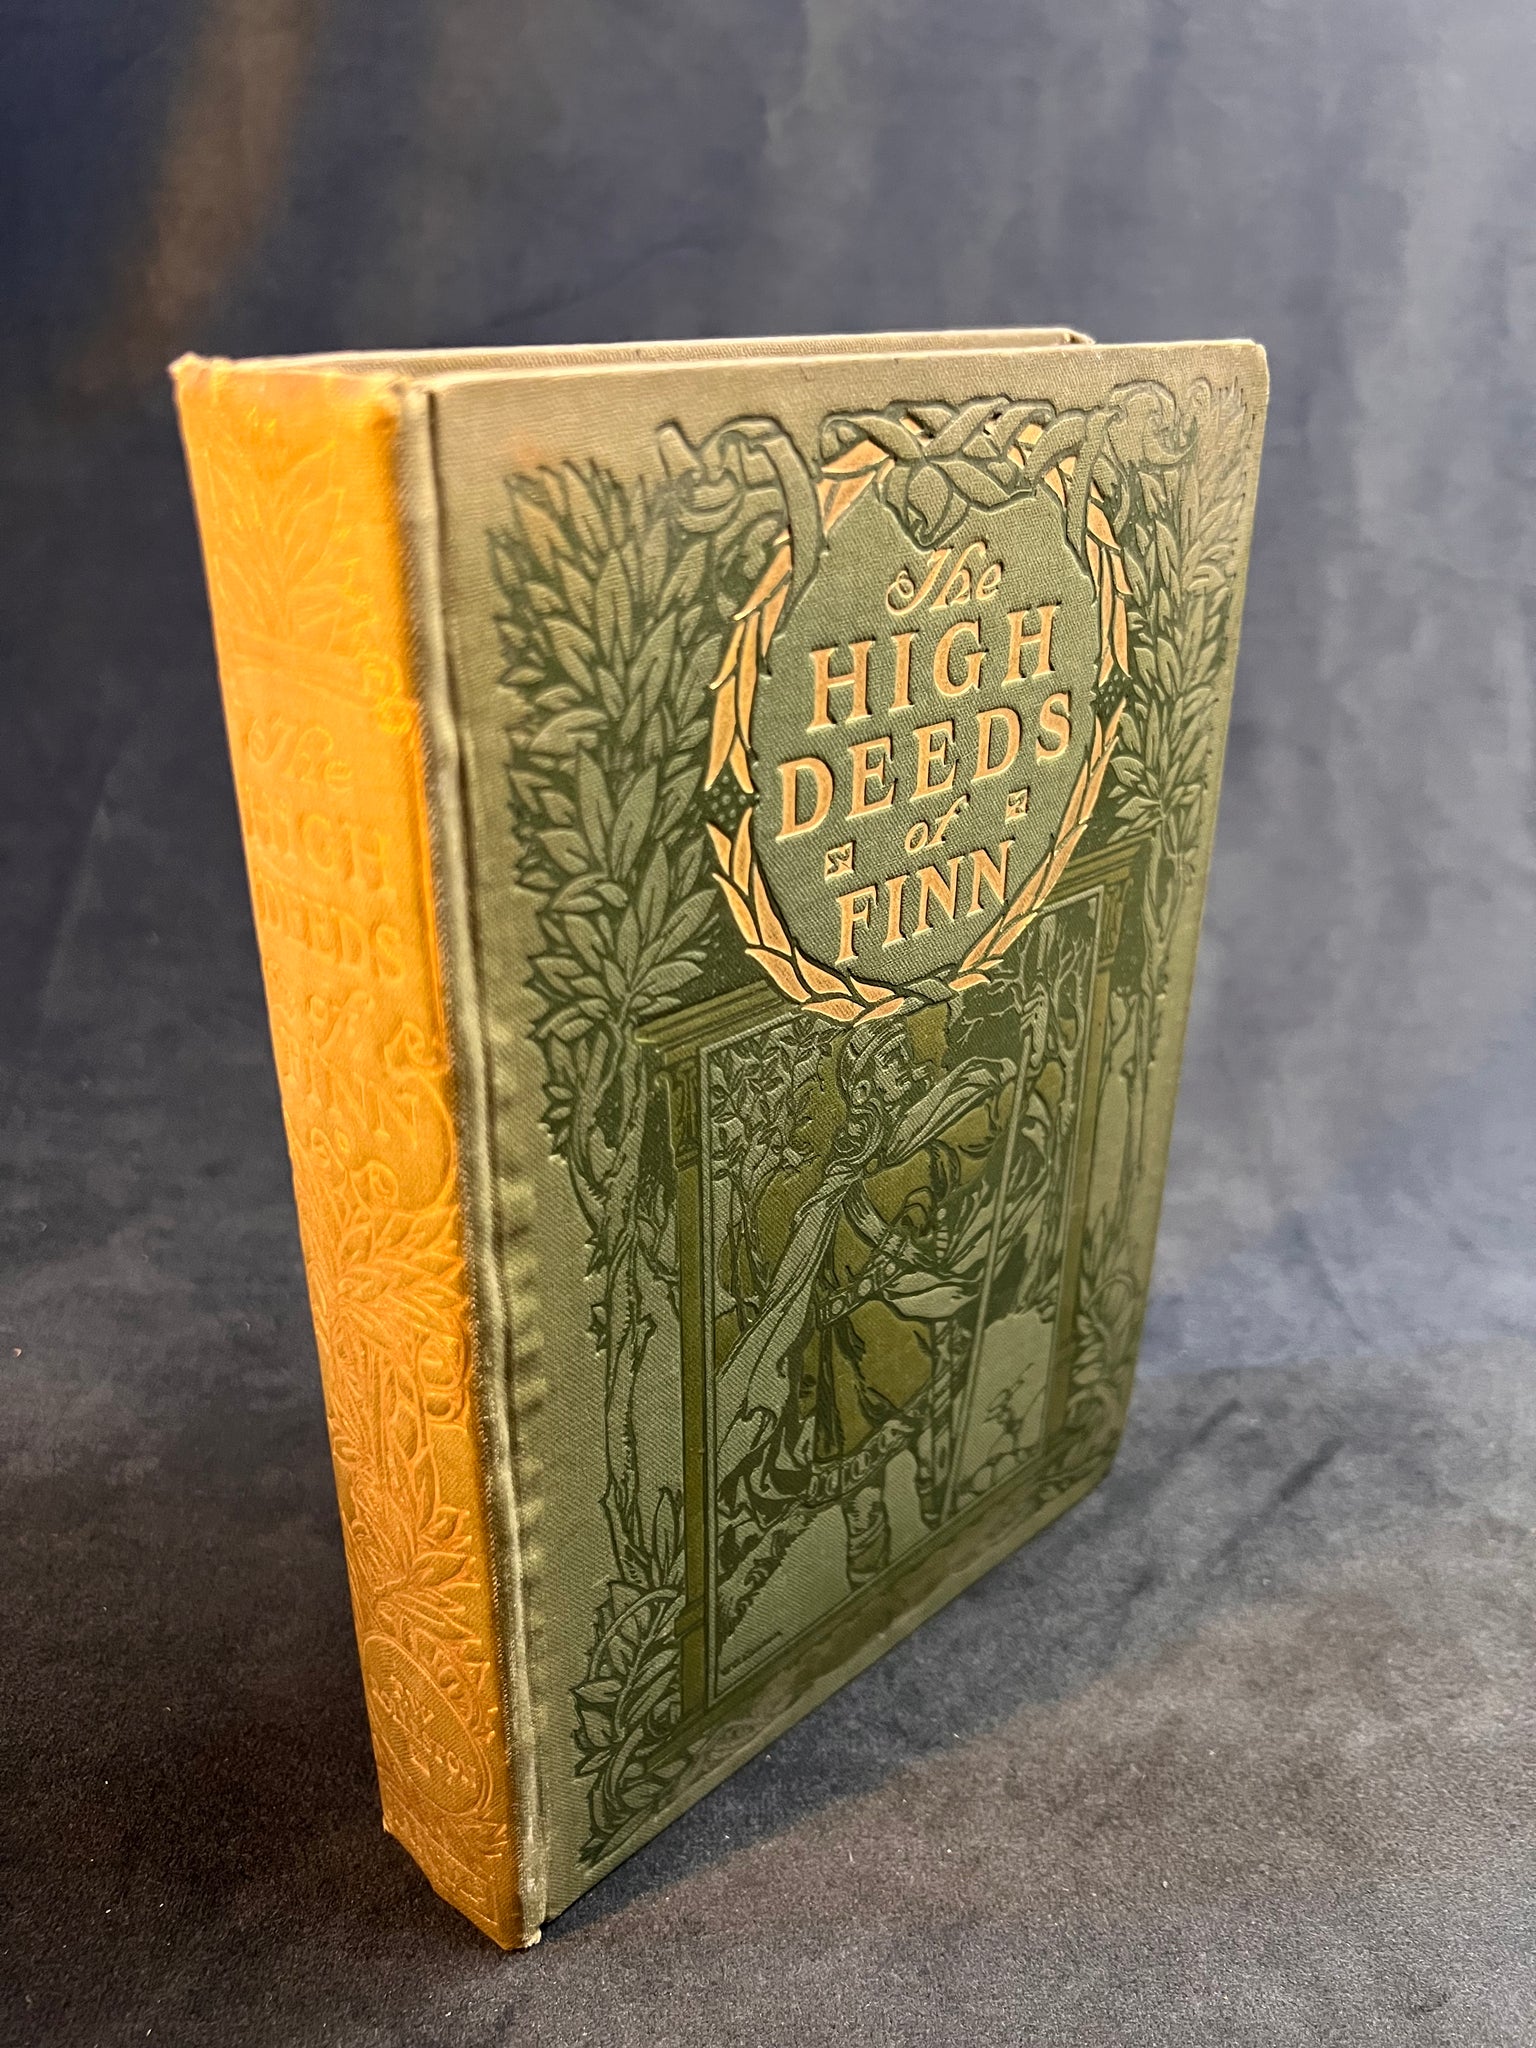 The
HIGH
DEEDS
of
FINN
The
HIGH
DEEDS
of
FINN